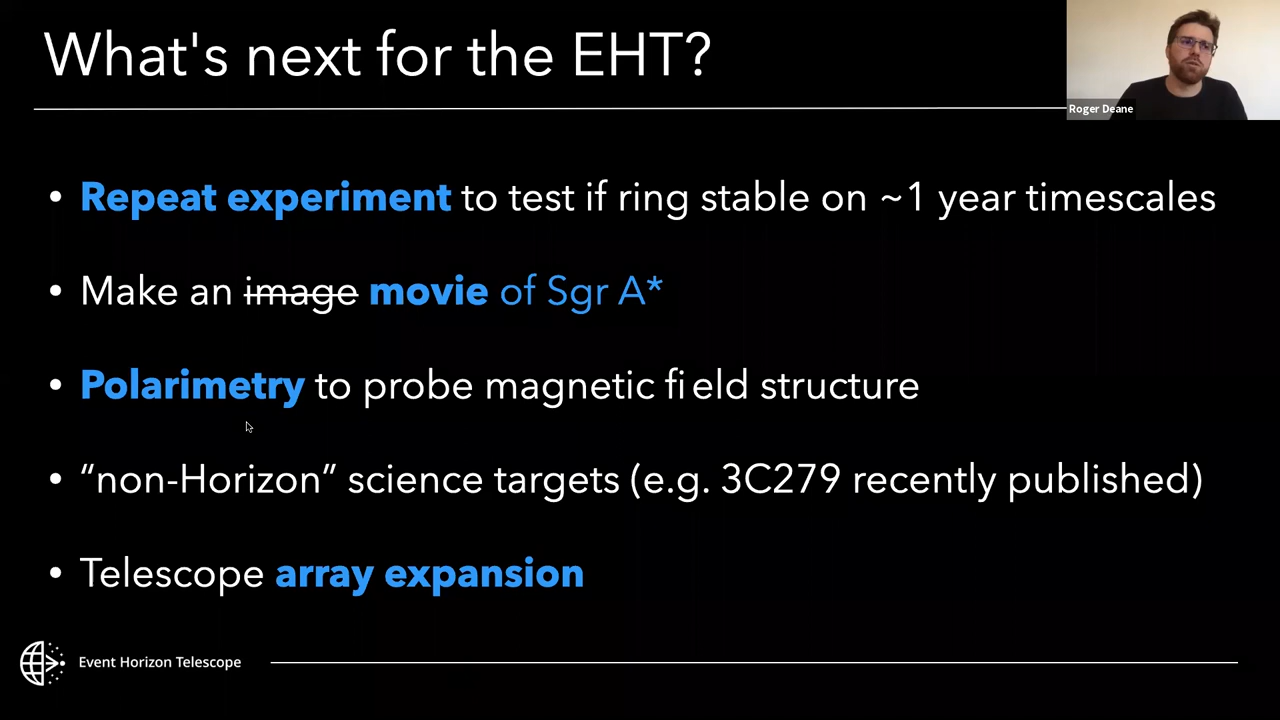 What's next for the EHT?
Roger Deane
• Repeat experiment to test if ring stable on ~1 year timescales
• Make an image movie of Sgr A*
• Polarimetry to probe magnetic field structure
• “non-Horizon” science targets (e.g. 3C279 recently published)
• Telescope array expansion
Event Horizon Telescope